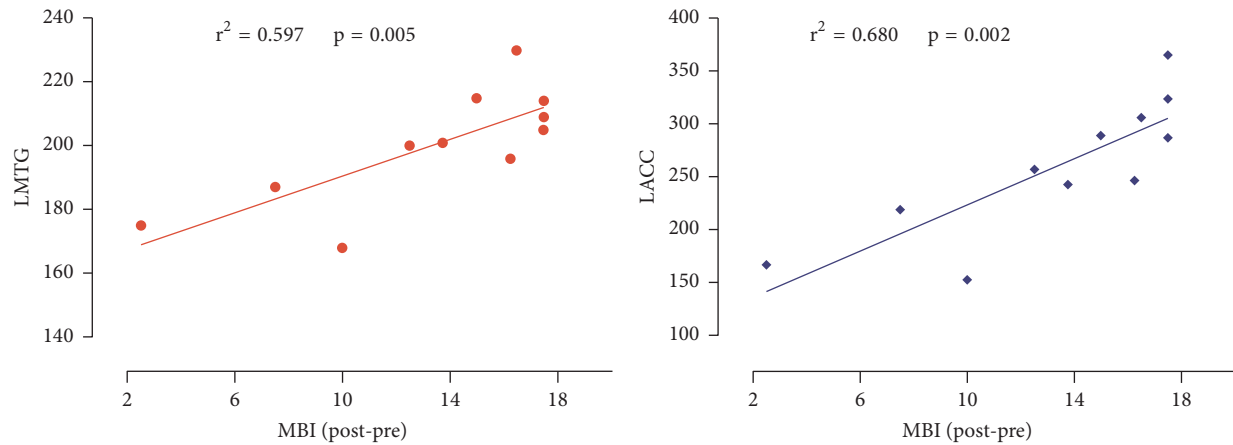 r² = 0.597 p = 0.005
240
220
200
180
160
140
LMTG
2 6 10 14 18
MBI (post-pre)
r² = 0.680 p = 0.002
400
350
300
250
200
150
100
LACC
2 6 10 14 18
MBI (post-pre)